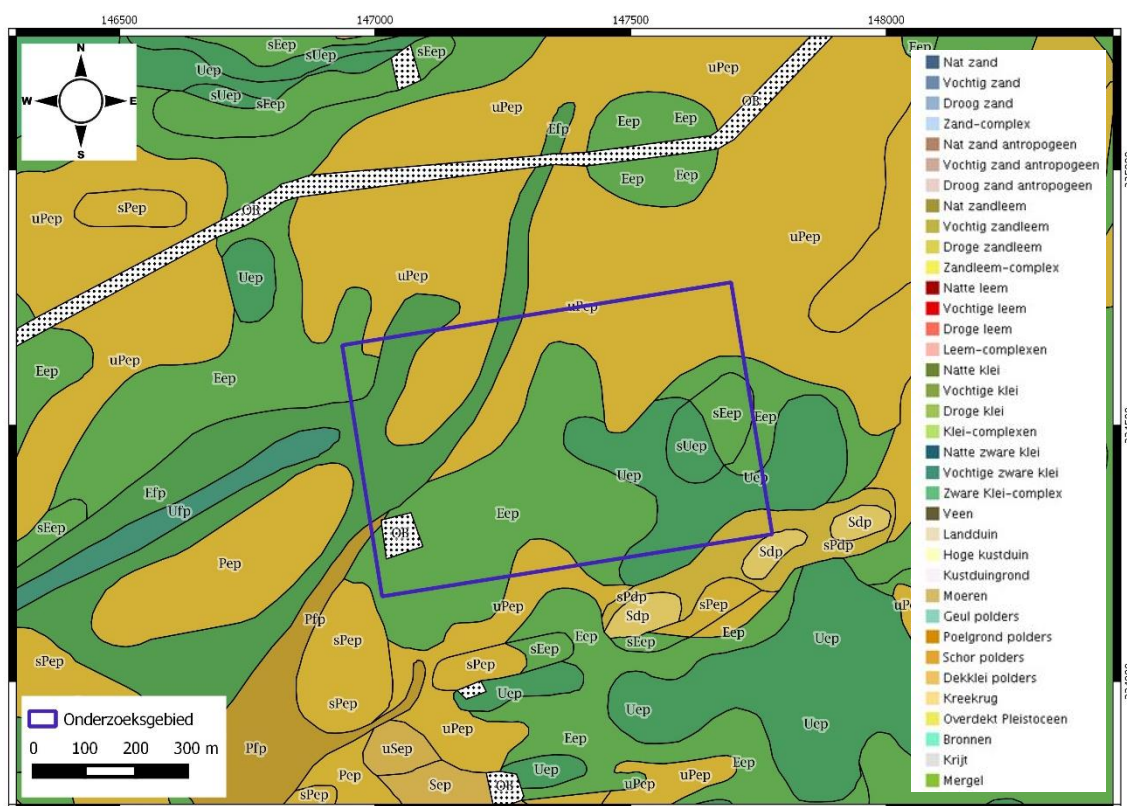 146500 147000 147500 148000
N
W E
S
sEep sUep sEep Eep
Uep
sUep sEep
uPep
OB
uPep
Efp
Eep Eep
Eep Eep
sPep
uPep
OB
uPep
Uep
uPep
uPep
uPep
Eep
Eep
sEep Eep
sUep
Efp
Ufp
sEep
Uep Uep
Eep
OB
Sdp
sPdp
Sdp
Pep
sPdp
uPep
sPep
Sdp
Pfp
sPep
Eep
Eep
sEep
Uep
sEep
sPep
sPep
Uep
sPep
Uep
Uep
uPep
Pfp
uSep
Eep
Eep
Pep
Uep
uPep
Sep
OB
uPep
sPep
Nat zand
Vochtig zand
Droog zand
Zand-complex
Nat zand antropogeen
Vochtig zand antropogeen
Droog zand antropogeen
Nat zandleem
Vochtig zandleem
Droge zandleem
Zandleem-complex
Natte leem
Vochtige leem
Droge leem
Leem-complexen
Natte klei
Vochtige klei
Droge klei
Klei-complexen
Natte zware klei
Vochtige zware klei
Zware Klei-complex
Veen
Landduin
Hoge kustduin
Kustduingrond
Moeren
Geul polders
Poelgrond polders
Schor polders
Dekklei polders
Kreekrug
Overdekt Pleistoceen
Bronnen
Krijt
Mergel
Onderzoeksgebied
0 100 200 300 m